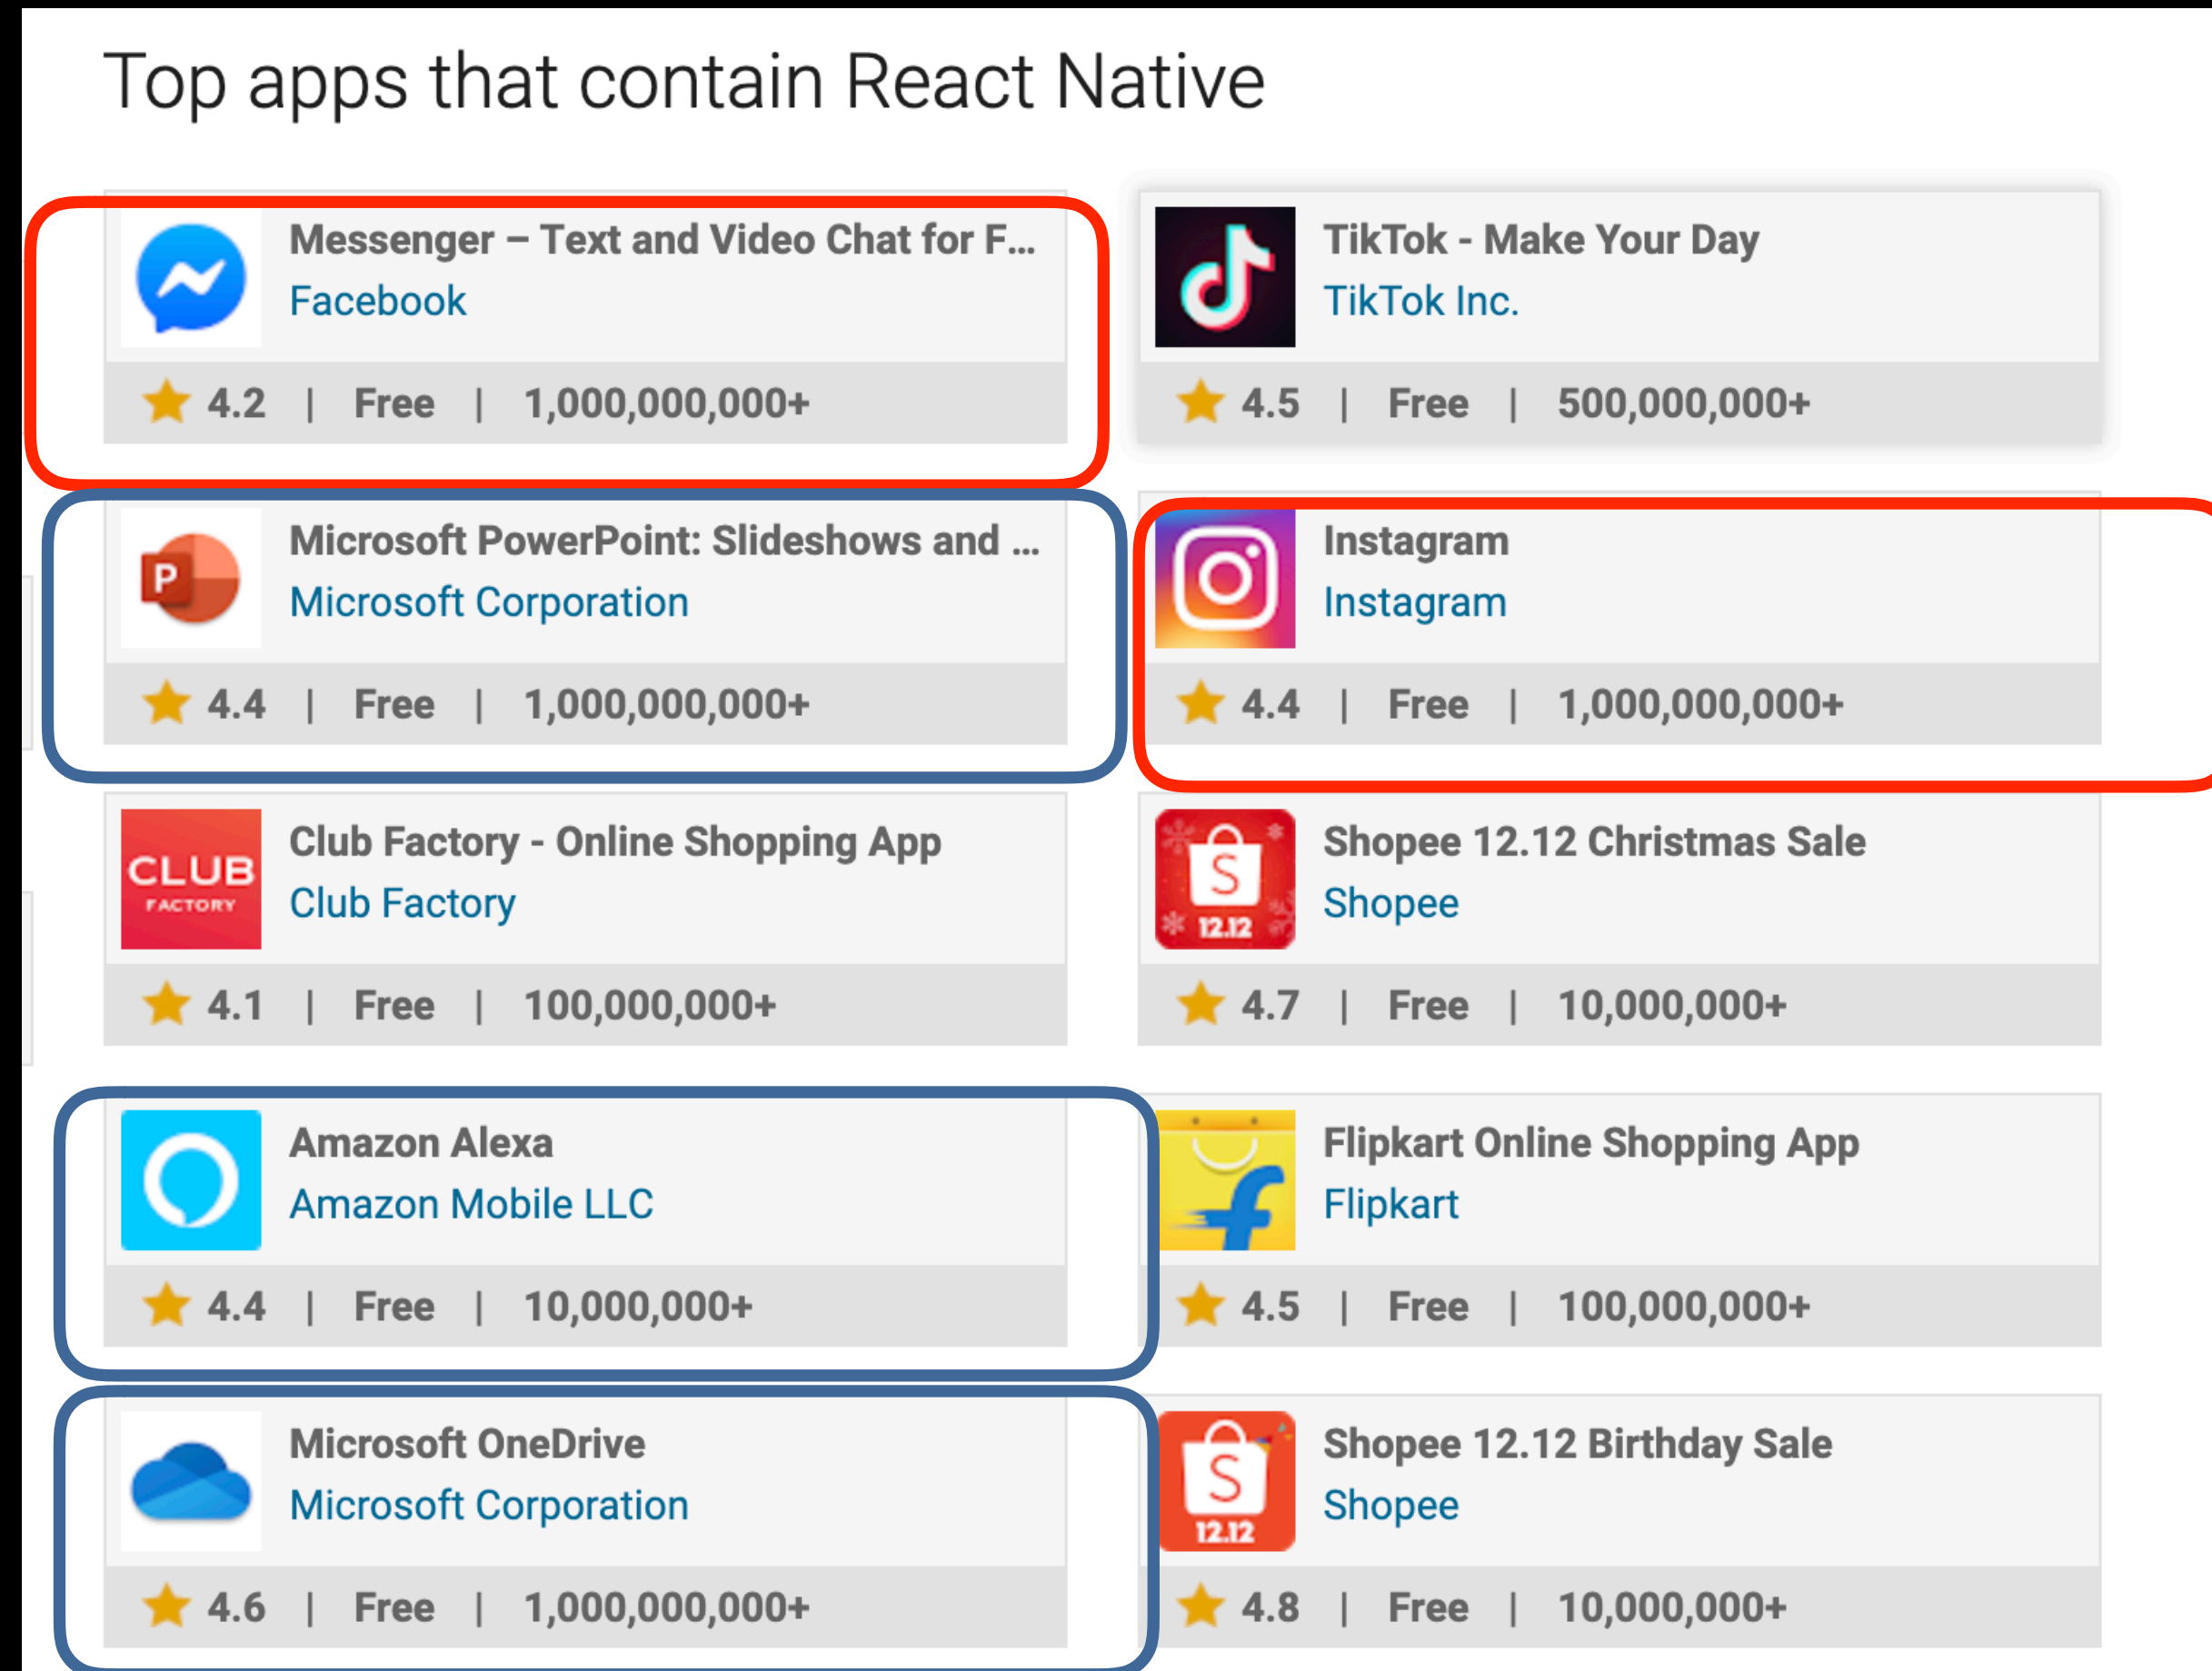 Top apps that contain React Native
Messenger – Text and Video Chat for F...
Facebook
4.2 | Free | 1,000,000,000+
TikTok - Make Your Day
TikTok Inc.
4.5 | Free | 500,000,000+
P
Microsoft PowerPoint: Slideshows and ...
Microsoft Corporation
4.4 | Free | 1,000,000,000+
Instagram
Instagram
4.4 | Free | 1,000,000,000+
CLUB
FACTORY
Club Factory - Online Shopping App
Club Factory
4.1 | Free | 100,000,000+
S
12.12
Shopee 12.12 Christmas Sale
Shopee
4.7 | Free | 10,000,000+
Amazon Alexa
Amazon Mobile LLC
4.4 | Free | 10,000,000+
f
Flipkart Online Shopping App
Flipkart
4.5 | Free | 100,000,000+
Microsoft OneDrive
Microsoft Corporation
4.6 | Free | 1,000,000,000+
S
12.12
Shopee 12.12 Birthday Sale
Shopee
4.8 | Free | 10,000,000+